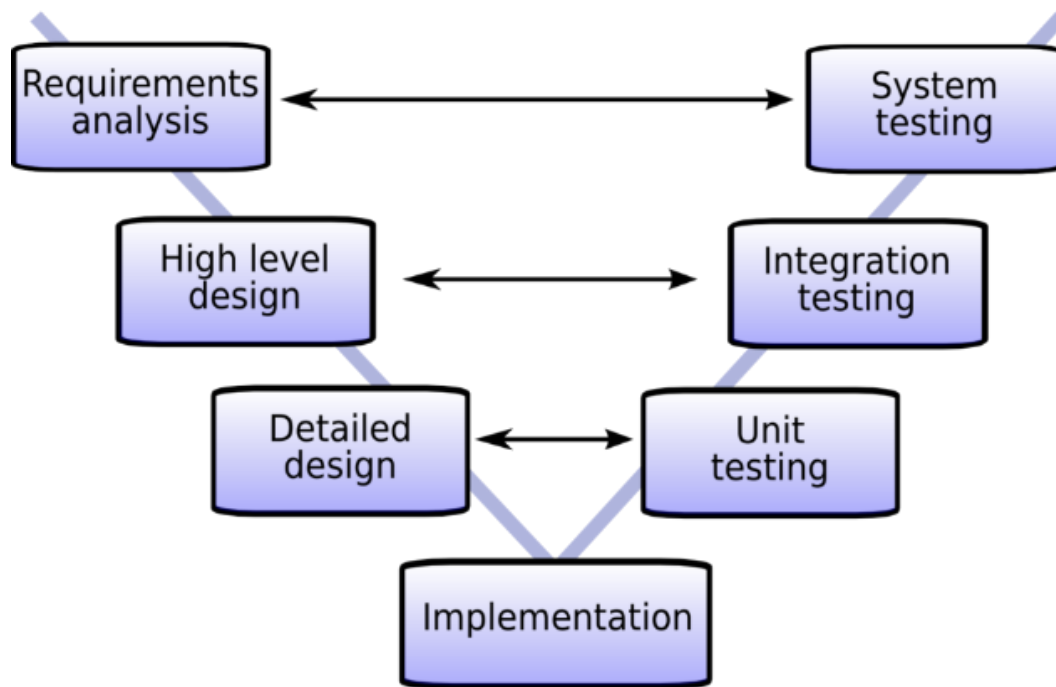 Requirements
analysis
System
testing
High level
design
Integration
testing
Detailed
design
Unit
testing
Implementation